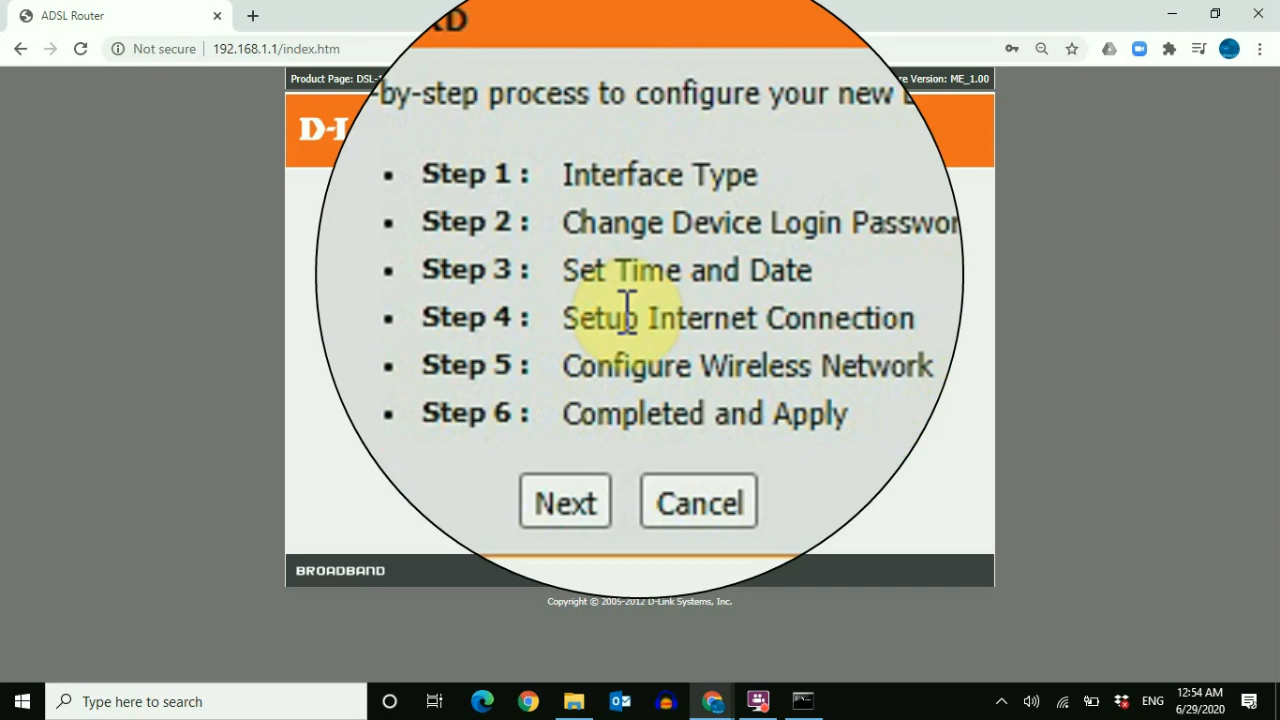 ADSL Router
Not secure
192.168.1.1/index.htm
Product Page: DSL-
Version: ME_1.00
D-L
-by-step process to configure your new
• Step 1 : Interface Type
• Step 2 : Change Device Login Passwor
• Step 3 : Set Time and Date
• Step 4 : Setup Internet Connection
• Step 5 : Configure Wireless Network
• Step 6 : Completed and Apply
Next
Cancel
BROADBAND
Copyright © 2005-2012 D-Link Systems, Inc.
Type here to search
ENG
12:54 AM
6/29/2020